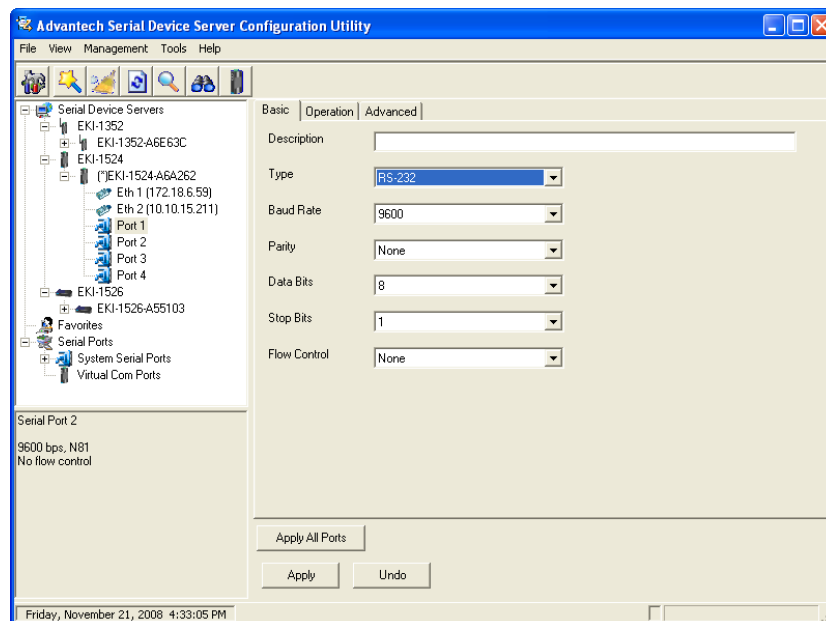 Advantech Serial Device Server Configuration Utility
File View Management Tools Help
Serial Device Servers
EKI-1352
EKI-1352-A6E63C
EKI-1524
(*)EKI-1524-A6A262
Eth 1 (172.18.6.59)
Eth 2 (10.10.15.211)
Port 1
Port 2
Port 3
Port 4
EKI-1526
EKI-1526-A55103
Favorites
Serial Ports
System Serial Ports
Virtual Com Ports
Serial Port 2
9600 bps, N81
No flow control
Basic Operation Advanced
Description
Type RS-232
Baud Rate 9600
Parity None
Data Bits 8
Stop Bits 1
Flow Control None
Apply All Ports
Apply Undo
Friday, November 21, 2008 4:33:05 PM